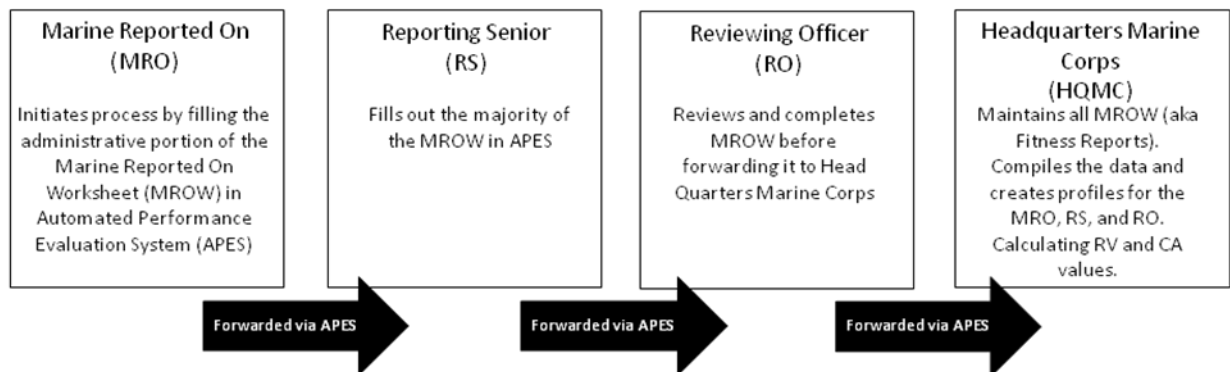 Marine Reported On
(MRO)
Initiates process by filling the
administrative portion of the
Marine Reported On
Worksheet (MROW) in
Automated Performance
Evaluation System (APES)
Reporting Senior
(RS)
Fills out the majority of
the MROW in APES
Reviewing Officer
(RO)
Reviews and completes
MROW before
forwarding it to Head
Quarters Marine Corps
Headquarters Marine
Corps
(HQMC)
Maintains all MROW (aka
Fitness Reports).
Compiles the data and
creates profiles for the
MRO, RS, and RO.
Calculating RV and CA
values.
Forwarded via APES
Forwarded via APES
Forwarded via APES